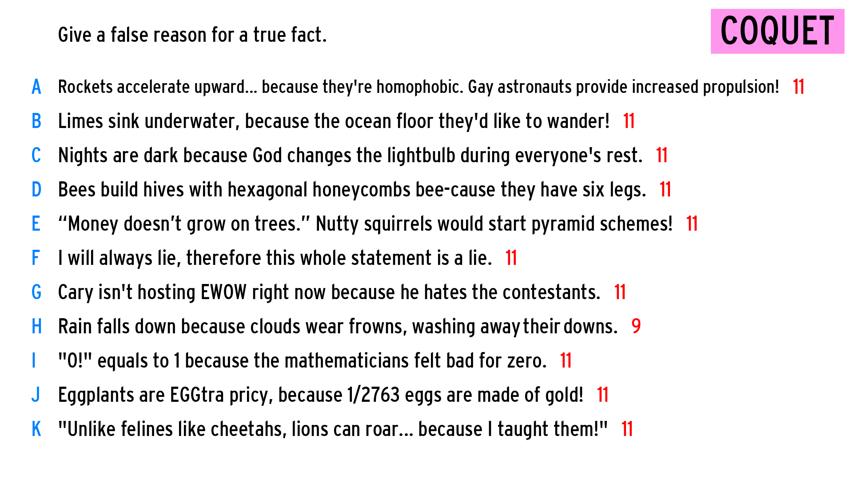 Give a false reason for a true fact.
COQUET
A Rockets accelerate upward... because they're homophobic. Gay astronauts provide increased propulsion! 11
B Limes sink underwater, because the ocean floor they'd like to wander! 11
C Nights are dark because God changes the lightbulb during everyone's rest. 11
D Bees build hives with hexagonal honeycombs bee-cause they have six legs. 11
E “Money doesn’t grow on trees.” Nutty squirrels would start pyramid schemes! 11
F I will always lie, therefore this whole statement is a lie. 11
G Cary isn't hosting EWOW right now because he hates the contestants. 11
H Rain falls down because clouds wear frowns, washing away their downs. 9
I "0!" equals to 1 because the mathematicians felt bad for zero. 11
J Eggplants are EGGtra pricy, because 1/2763 eggs are made of gold! 11
K "Unlike felines like cheetahs, lions can roar... because I taught them!" 11